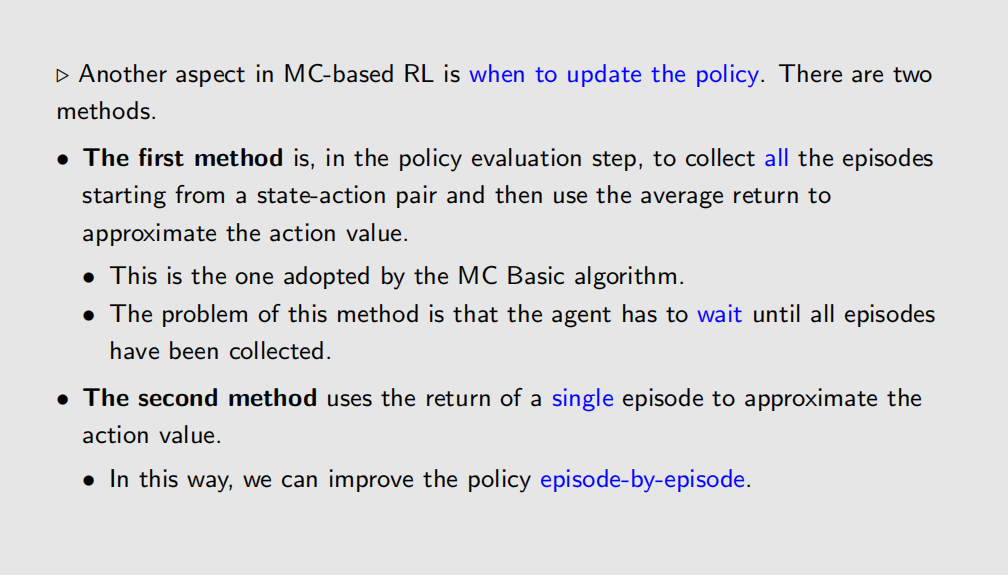 ▷ Another aspect in MC-based RL is when to update the policy. There are two
methods.
• The first method is, in the policy evaluation step, to collect all the episodes
starting from a state-action pair and then use the average return to
approximate the action value.
• This is the one adopted by the MC Basic algorithm.
• The problem of this method is that the agent has to wait until all episodes
have been collected.
• The second method uses the return of a single episode to approximate the
action value.
• In this way, we can improve the policy episode-by-episode.